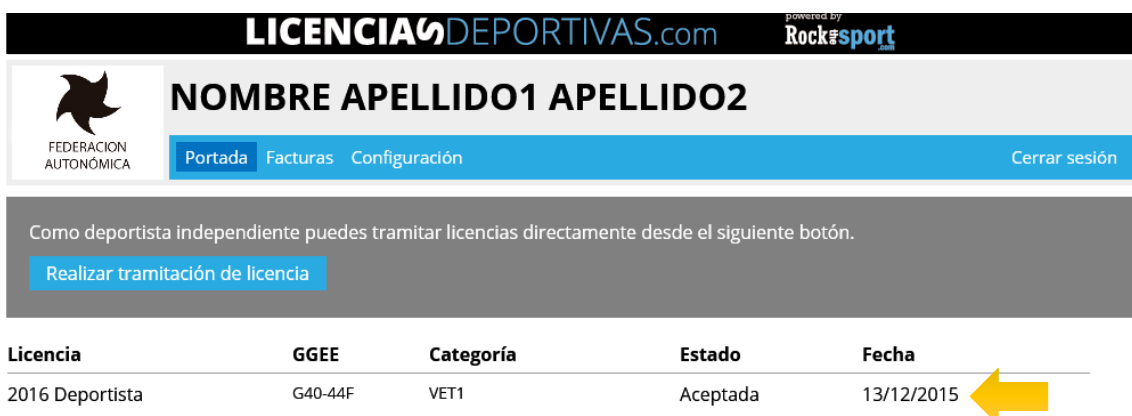 LICENCIASDEPORTIVAS.com
powered by
Rock the sport .com
NOMBRE APELLIDO1 APELLIDO2
FEDERACION
AUTONÓMICA
Portada Facturas Configuración Cerrar sesión
Como deportista independiente puedes tramitar licencias directamente desde el siguiente botón.
Realizar tramitación de licencia
Licencia GGEE Categoría Estado Fecha
2016 Deportista G40-44F VET1 Aceptada 13/12/2015